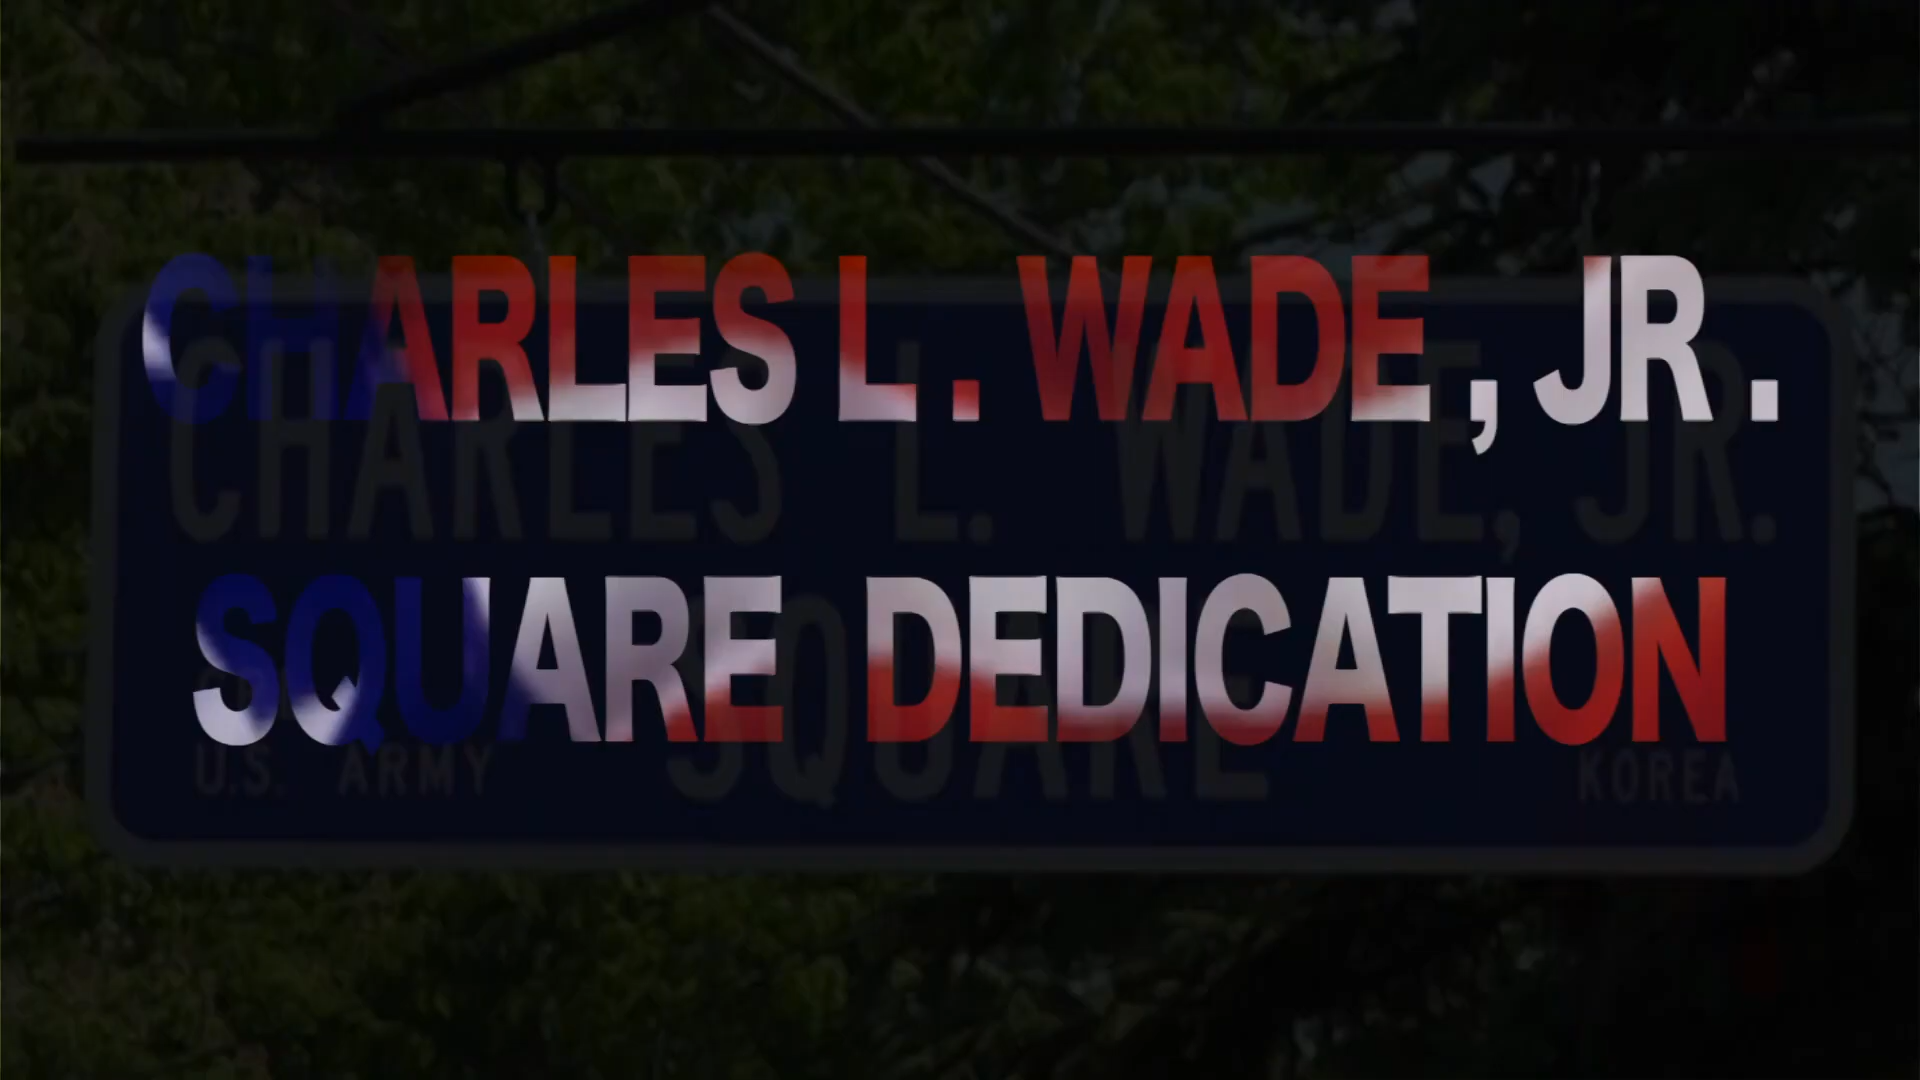 CHARLES L. WADE, JR.
SQUARE DEDICATION
CHARLES L. WADE, JR.
SQUARE
U.S. ARMY
KOREA